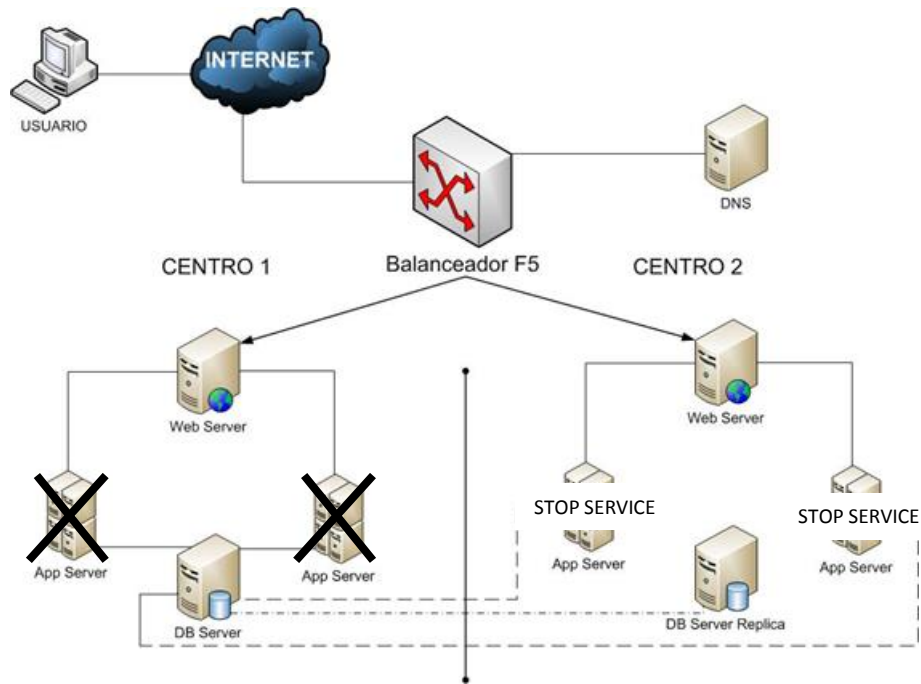 INTERNET
USUARIO
DNS
CENTRO 1
Balanceador F5
CENTRO 2
Web Server
Web Server
STOP SERVICE
STOP SERVICE
App Server
App Server
App Server
App Server
DB Server
DB Server Replica